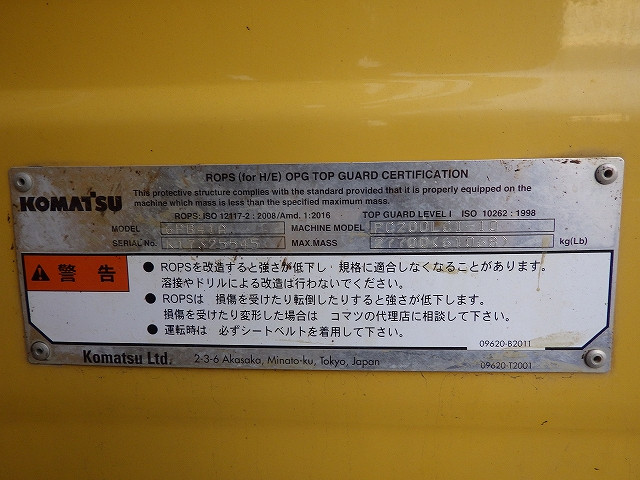 ROPS (for H/E) OPG TOP GUARD CERTIFICATION
KOMATSU
This protective structure complies with the standard provided that it is properly equipped on the
machine which mass is less than the specified maximum mass.
ROPS: ISO 12117-2 : 2008/Amd. 1:2016 TOP GUARD LEVEL I ISO 10262 : 1998
MODEL MACHINE MODEL
SERIAL No. MAX.MASS kg(Lb)
警告
● ROPSを改造すると強さが低下し、規格に適合しなくなることがあります。
溶接やドリルによる改造は行わないでください。
● ROPSは 損傷を受けたり転倒したりすると強さが低下します。
損傷を受けたり変形した場合は コマツの代理店に相談して下さい。
● 運転時は 必ずシートベルトを着用して下さい。
09620-B2011
Komatsu Ltd. 2-3-6 Akasaka, Minato-ku, Tokyo, Japan
09620-T2001